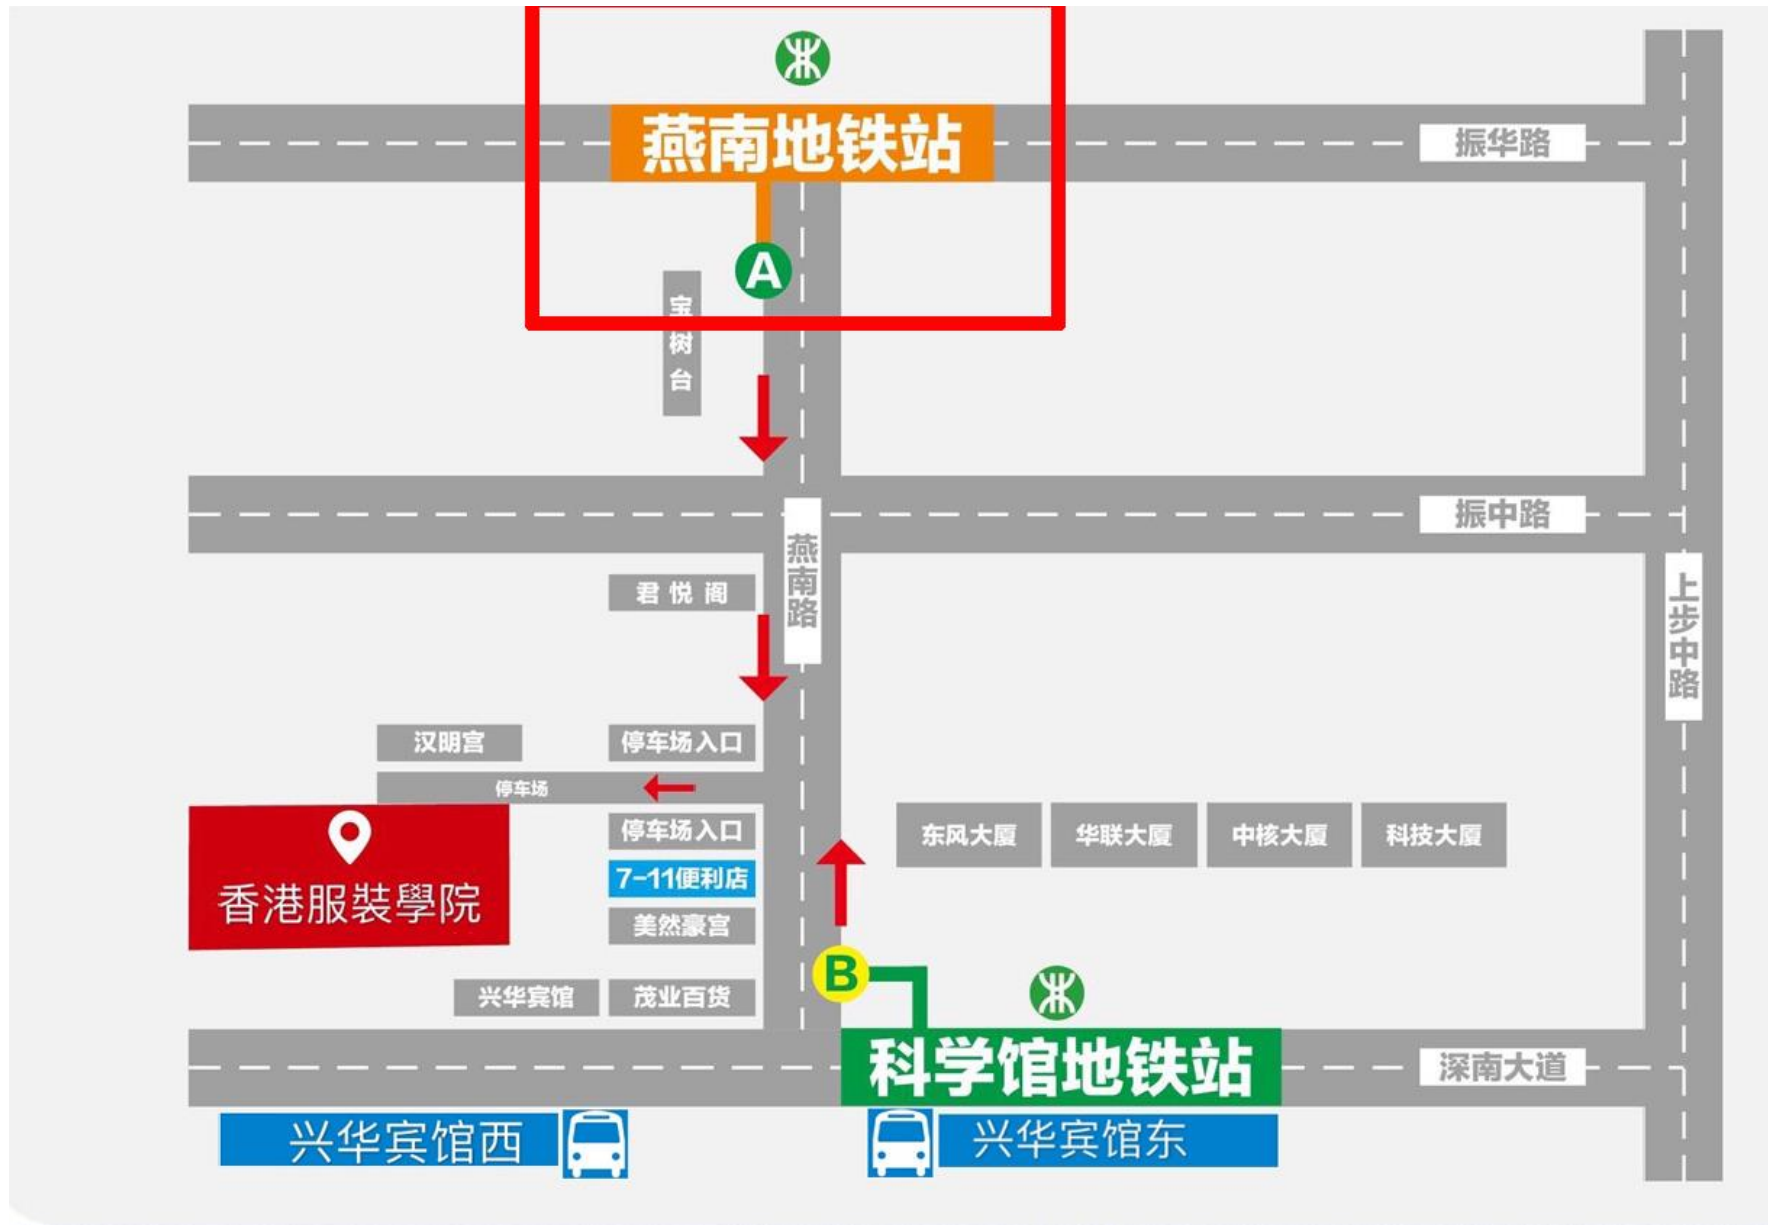 燕南地铁站
振华路
A
宝树台
振中路
燕南路
君悦阁
上步中路
汉明宫
停车场入口
停车场
停车场入口
东风大厦
华联大厦
中核大厦
科技大厦
7-11便利店
香港服裝學院
美然豪宫
B
兴华宾馆
茂业百货
科学馆地铁站
深南大道
兴华宾馆西
兴华宾馆东